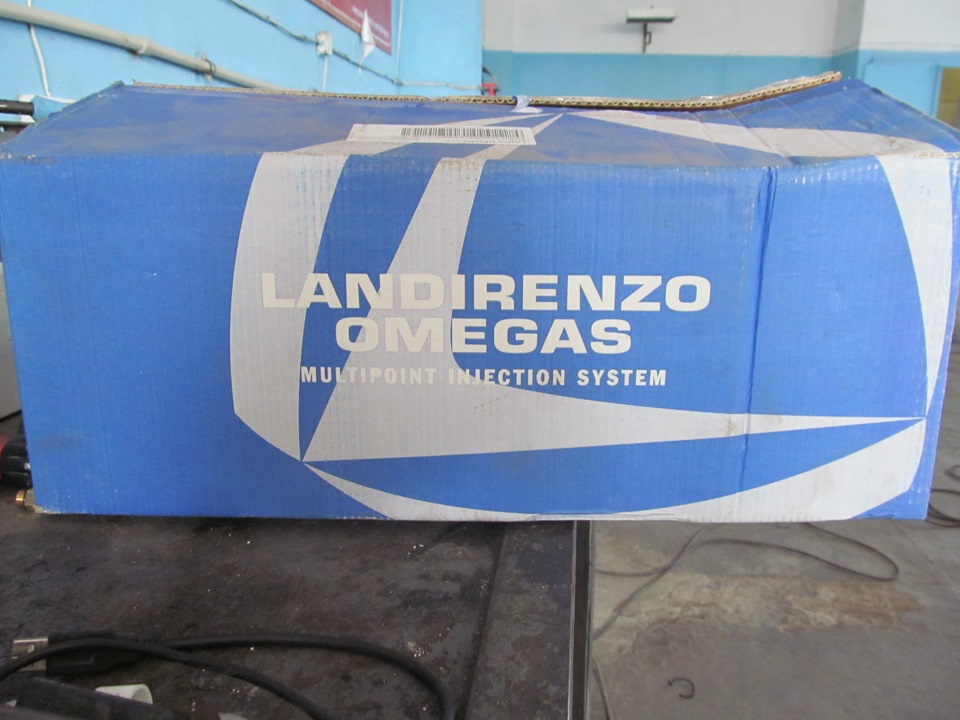 LANDIRENZO
OMEGAS
MULTIPOINT INJECTION SYSTEM